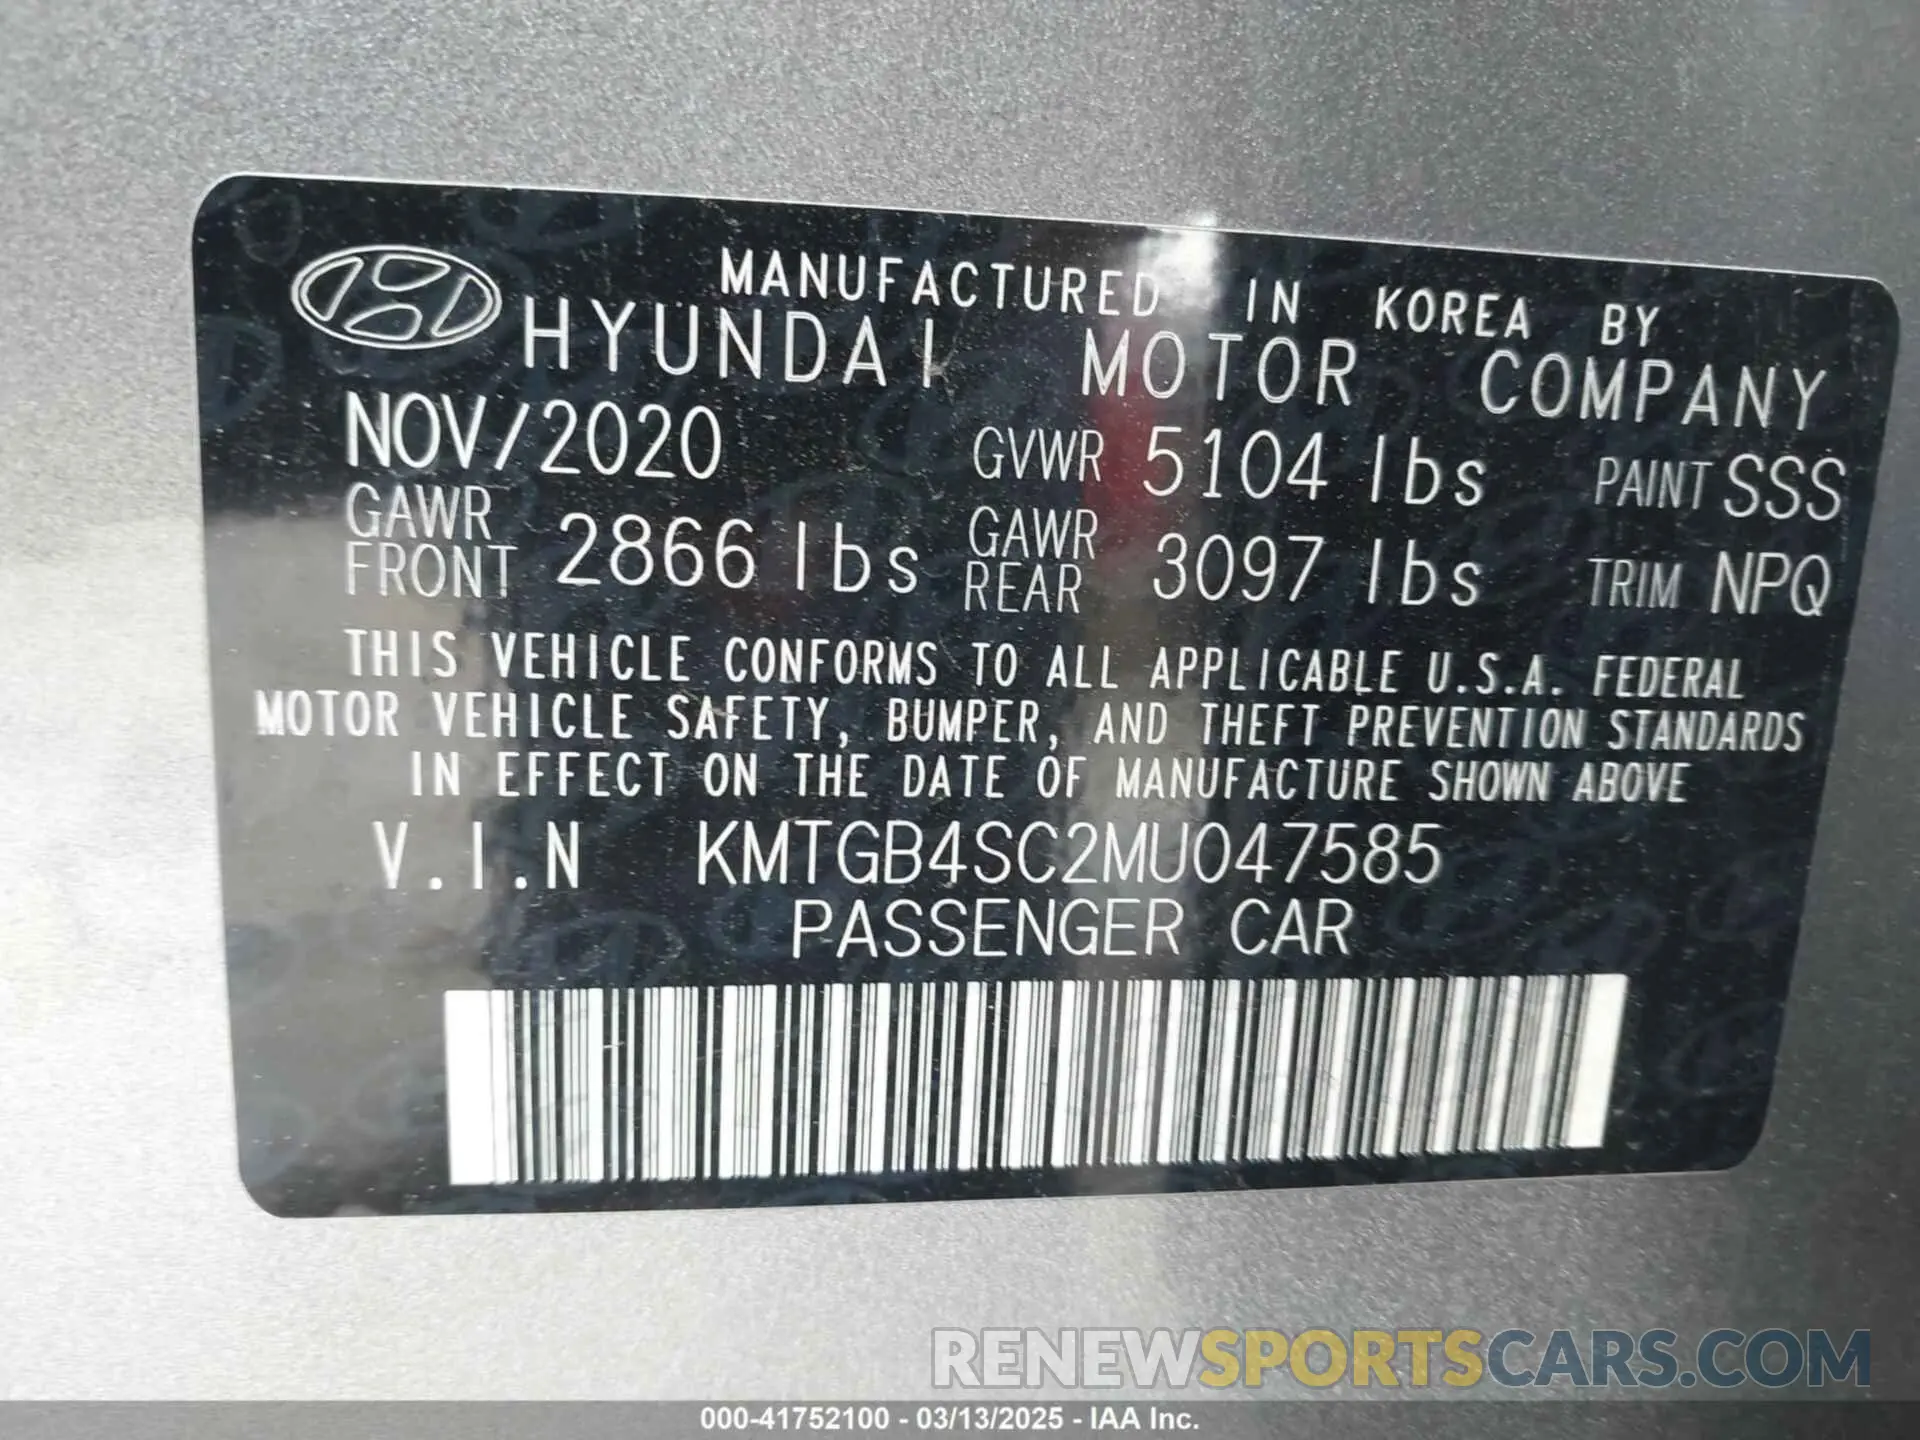 MANUFACTURED IN KOREA BY
HYUNDAI MOTOR COMPANY
NOV/2020 GVWR 5104 lbs PAINT SSS
GAWR FRONT 2866 lbs GAWR REAR 3097 lbs TRIM NPQ
THIS VEHICLE CONFORMS TO ALL APPLICABLE U.S.A. FEDERAL
MOTOR VEHICLE SAFETY, BUMPER, AND THEFT PREVENTION STANDARDS
IN EFFECT ON THE DATE OF MANUFACTURE SHOWN ABOVE
V.I.N KMTGB4SC2MU047585
PASSENGER CAR
RENEWSPORTSCARS.COM
000-41752100 - 03/13/2025 - IAA Inc.